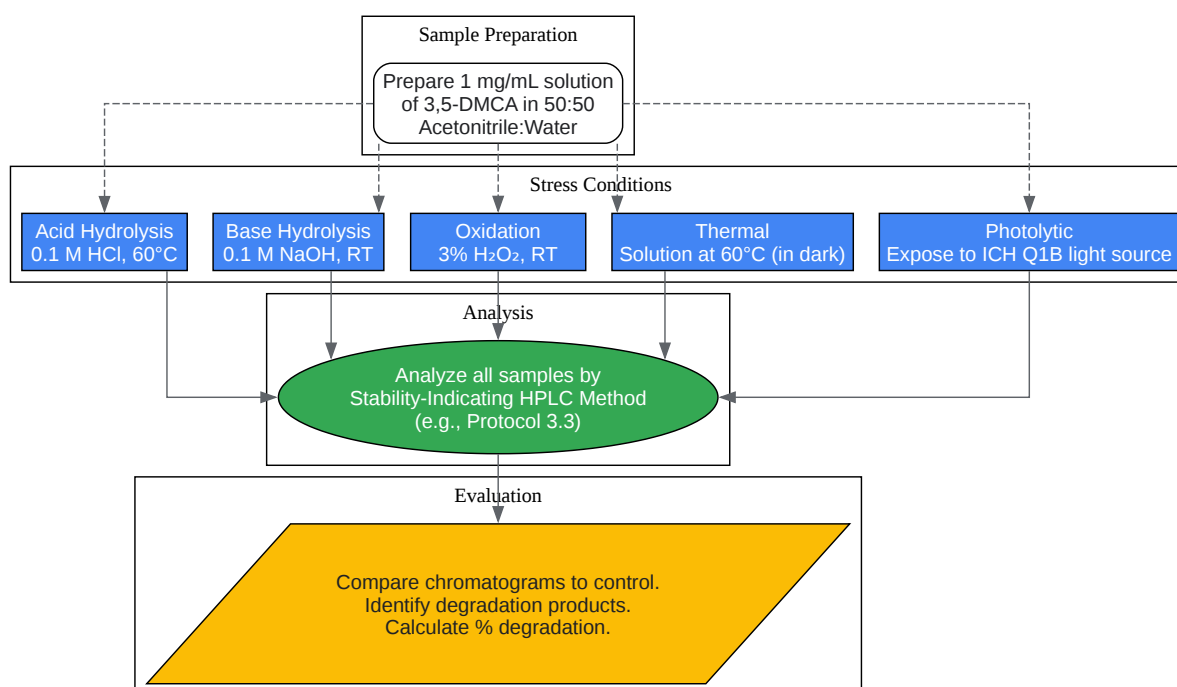 Sample Preparation
Prepare 1 mg/mL solution
of 3,5-DMCA in 50:50
Acetonitrile:Water
Stress Conditions
Acid Hydrolysis
0.1 M HCl, 60°C
Base Hydrolysis
0.1 M NaOH, RT
Oxidation
3% H₂O₂, RT
Thermal
Solution at 60°C (in dark)
Photolytic
Expose to ICH Q1B light source
Analysis
Analyze all samples by
Stability-Indicating HPLC Method
(e.g., Protocol 3.3)
Evaluation
Compare chromatograms to control.
Identify degradation products.
Calculate % degradation.